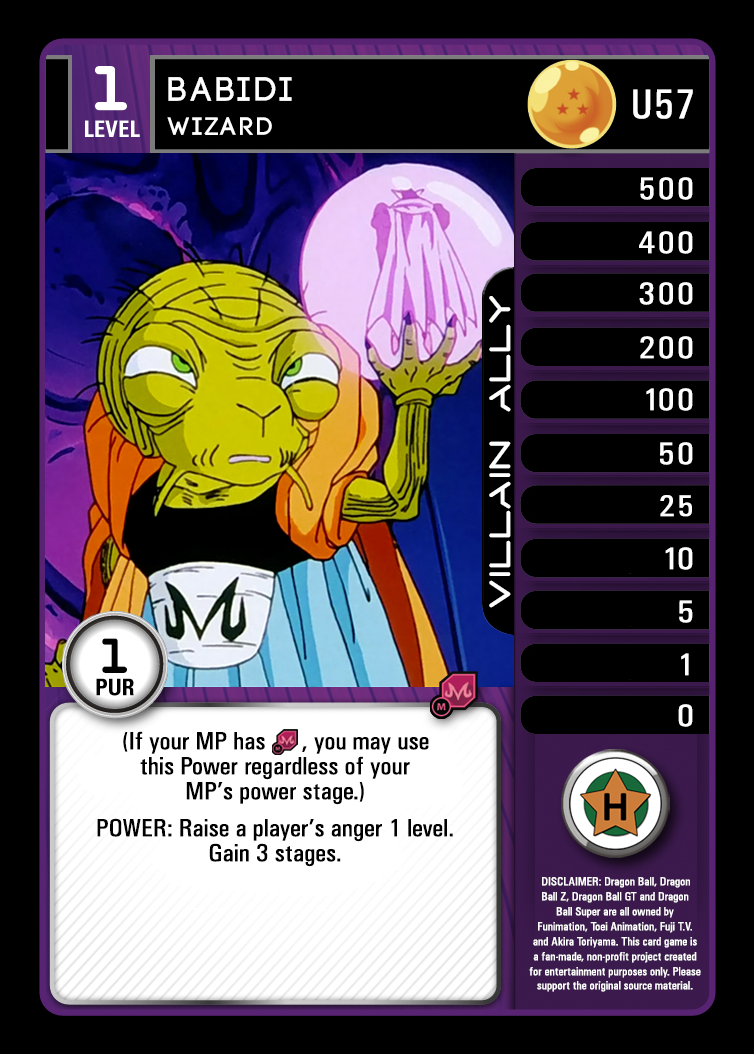 1
LEVEL
BABIDI
WIZARD
U57
500
400
300
200
100
50
25
10
5
1
0
VILLAIN ALLY
M
1
PUR
M
M
(If your MP has M M, you may use
this Power regardless of your
MP's power stage.)
POWER: Raise a player's anger 1 level.
Gain 3 stages.
H
DISCLAIMER: Dragon Ball, Dragon
Ball Z, Dragon Ball GT and Dragon
Ball Super are all owned by
Funimation, Toei Animation, Fuji T.V.
and Akira Toriyama. This card game is
a fan-made, non-profit project created
for entertainment purposes only. Please
support the original source material.